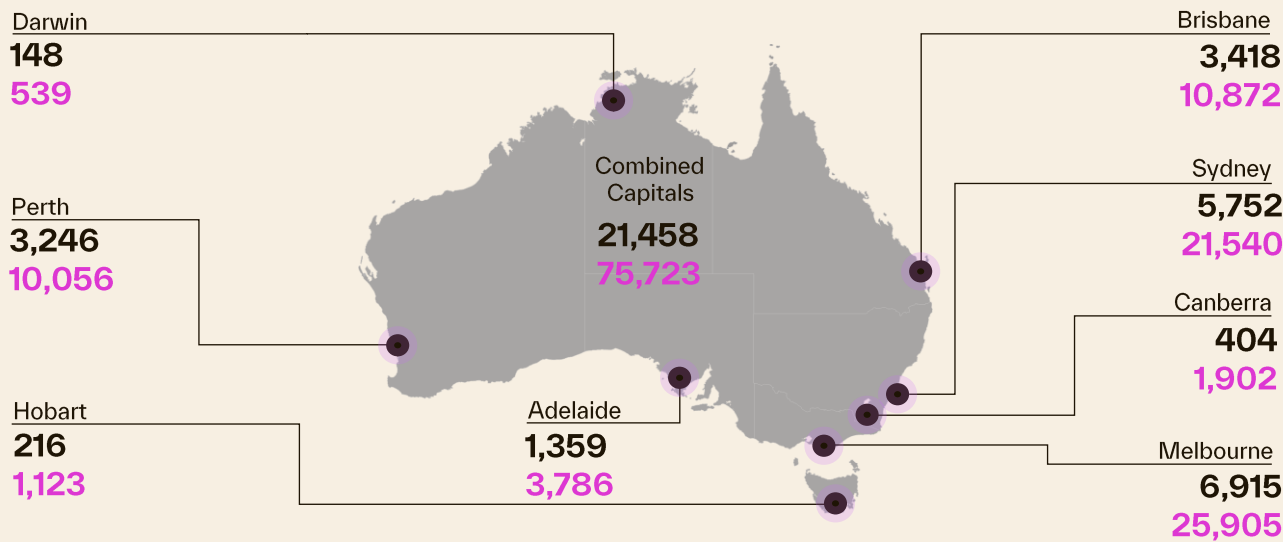 Darwin
148
539
Perth
3,246
10,056
Hobart
216
1,123
Combined
Capitals
21,458
75,723
Adelaide
1,359
3,786
Brisbane
3,418
10,872
Sydney
5,752
21,540
Canberra
404
1,902
Melbourne
6,915
25,905